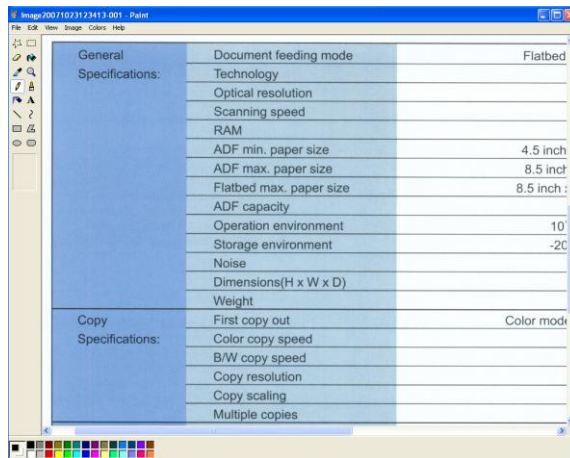 Image20071023123413-001 - Paint
File Edit View Image Colors Help
General Document feeding mode Flatbed
Specifications: Technology
Optical resolution
Scanning speed
RAM
ADF min. paper size 4.5 inch
ADF max. paper size 8.5 inch
Flatbed max. paper size 8.5 inch
ADF capacity
Operation environment 10
Storage environment -20
Noise
Dimensions(H x W x D)
Weight
Copy First copy out Color mode
Specifications: Color copy speed
B/W copy speed
Copy resolution
Copy scaling
Multiple copies